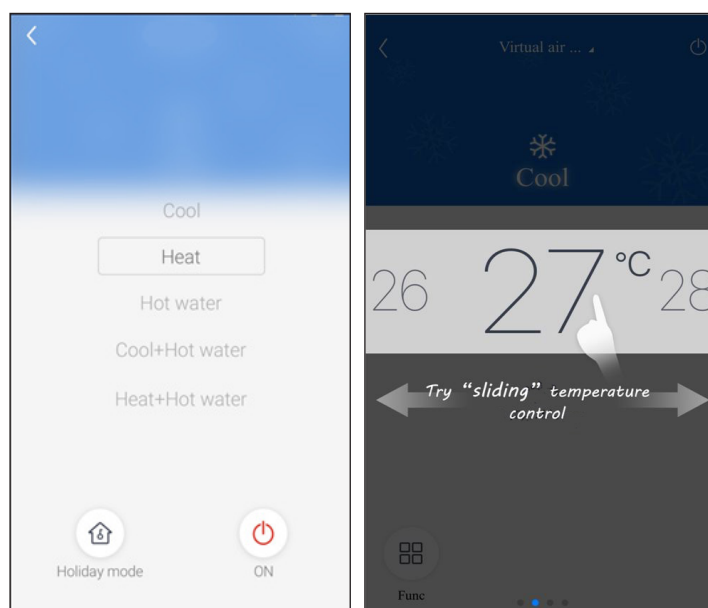 Cool
Heat
Hot water
Cool+Hot water
Heat+Hot water
Holiday mode
ON
Virtual air ...
Cool
26
27°C
28
Try “sliding” temperature
control
Func